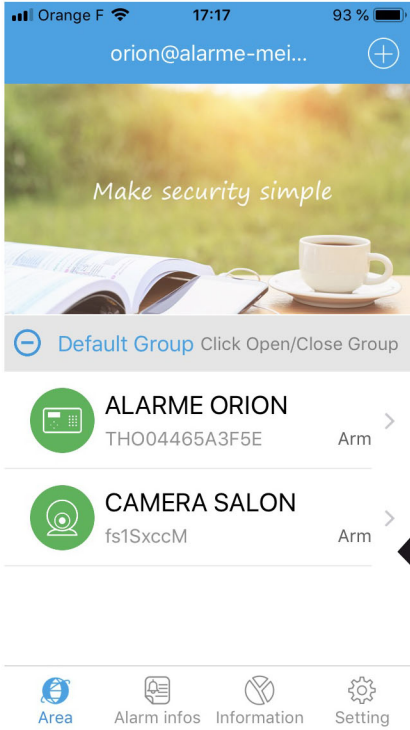 Orange F 17:17 93 %
orion@alarme-mei...
Make security simple
Default Group Click Open/Close Group
ALARME ORION
THO04465A3F5E Arm
CAMERA SALON
fs1SxccM Arm
Area Alarm infos Information Setting